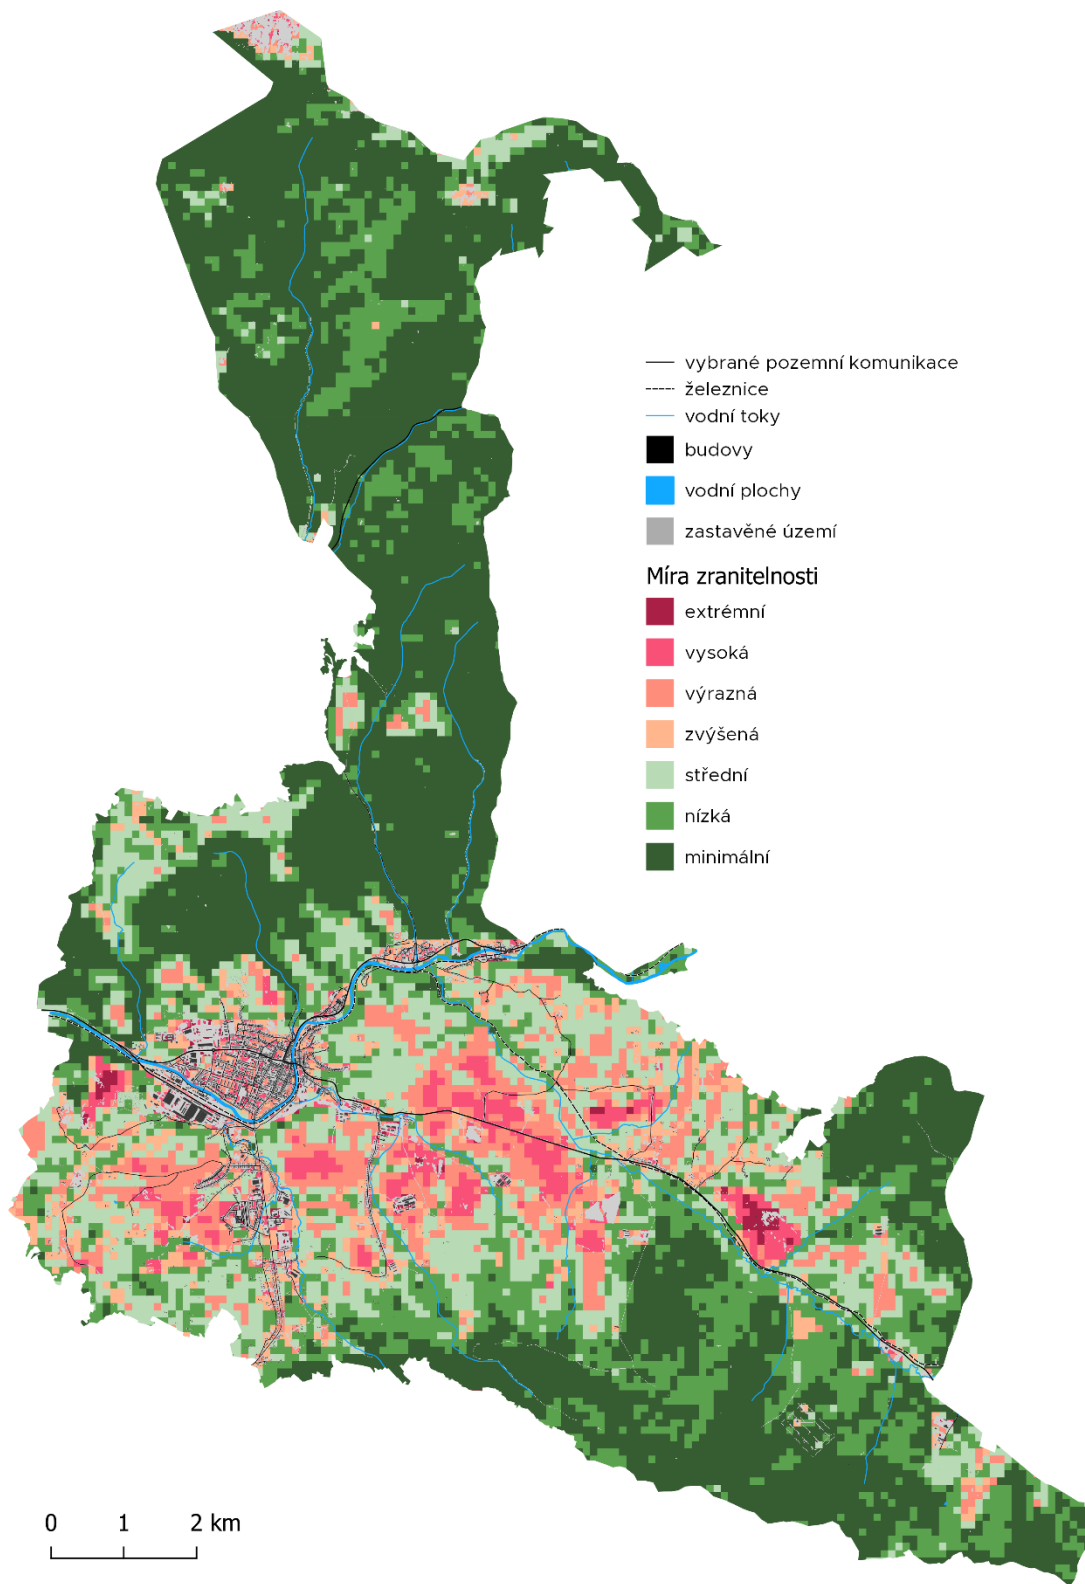 vybrané pozemní komunikace
železnice
vodní toky
budovy
vodní plochy
zastavěné území
Míra zranitelnosti
extrémní
vysoká
výrazná
zvýšená
střední
nízká
minimální
0 1 2 km